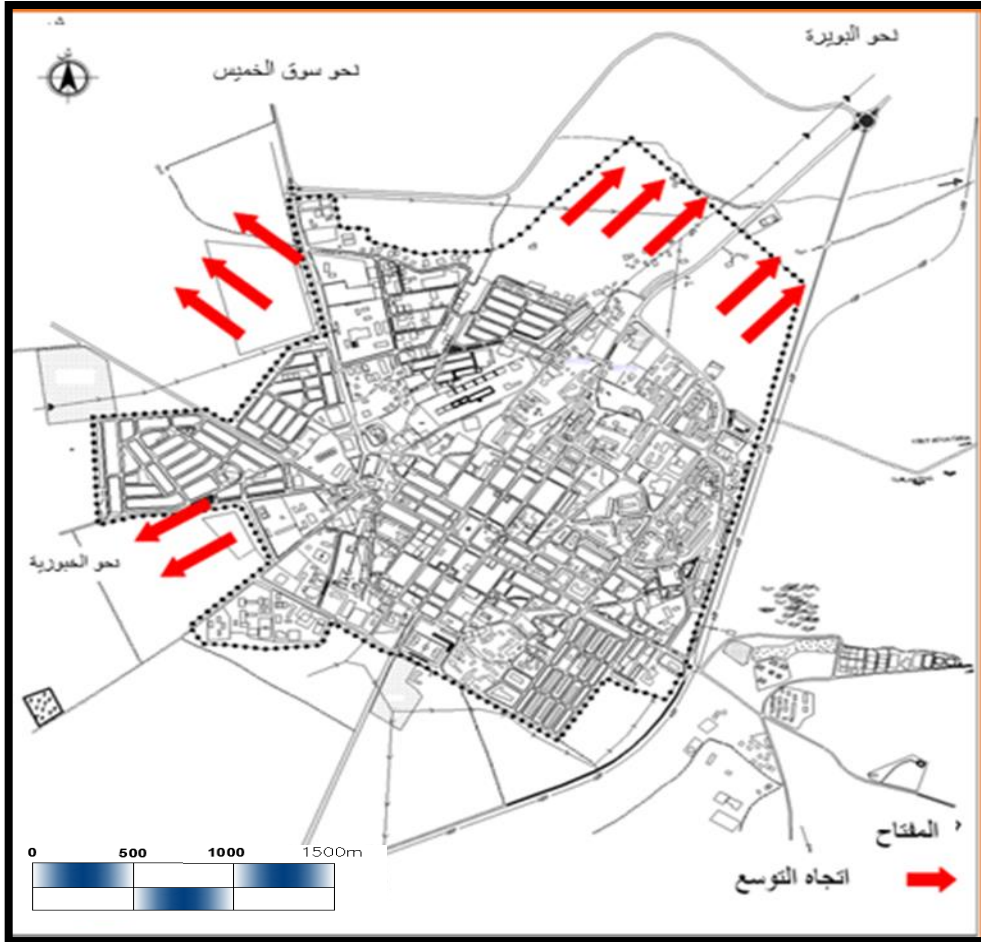 ش
نحو البويرة
نحو سوق الخميس
نحو الخبوزية
0 500 1000 1500m
المفتاح
اتجاه التوسع